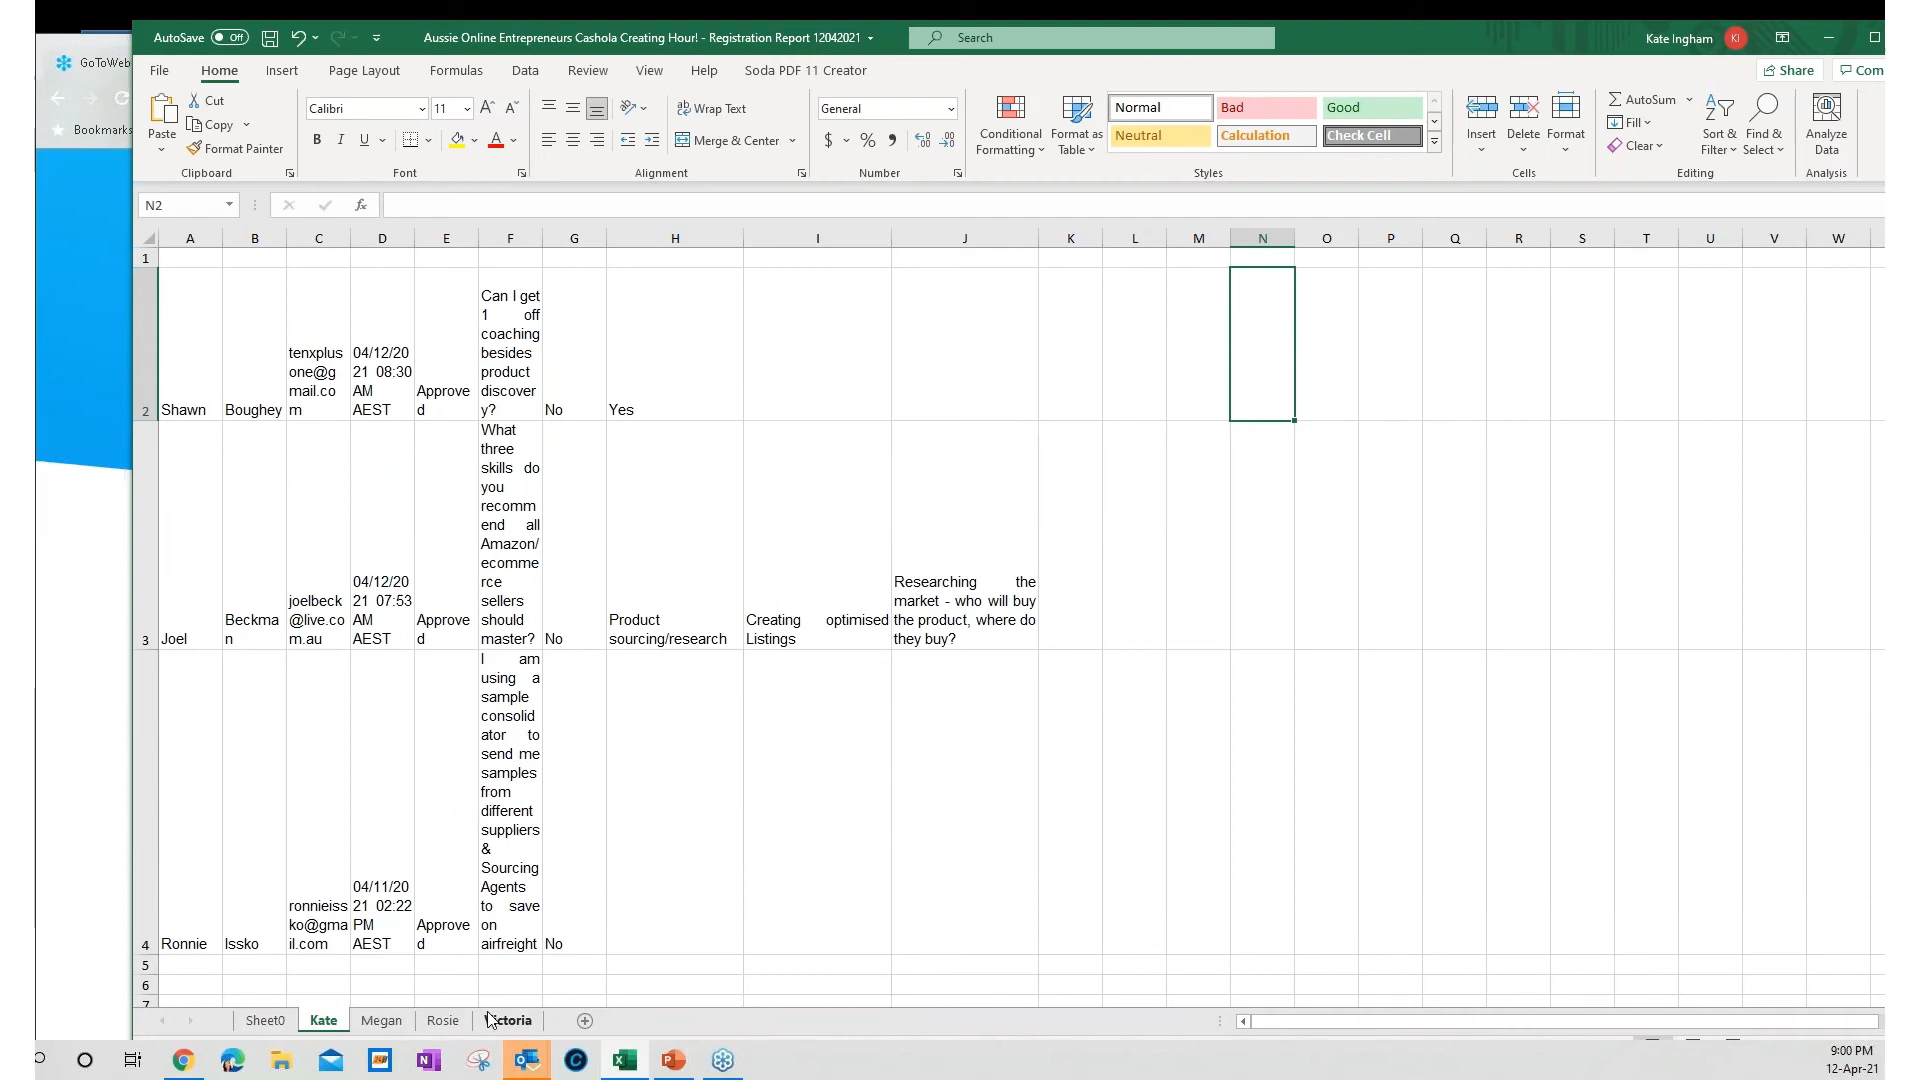 AutoSave Off Aussie Online Entrepreneurs Cashola Creating Hour! - Registration Report 12042021 Search Kate Ingham KI
GoToWeb
File Home Insert Page Layout Formulas Data Review View Help Soda PDF 11 Creator Share Com
Bookmarks
Paste
Cut
Copy
Format Painter
Calibri 11
B I U
Wrap Text
Merge & Center
General
$ % ,
Conditional Formatting
Format as Table
Normal Bad Good
Neutral Calculation Check Cell
Insert Delete Format
AutoSum
Fill
Clear
Sort & Filter
Find & Select
Analyze Data
Clipboard Font Alignment Number Styles Cells Editing Analysis
N2 fx
A B C D E F G H I J K L M N O P Q R S T U V W
1
2
Shawn
Boughey
tenxplus
one@g
mail.co
m
04/12/20
21 08:30
AM
AEST
Approve
d
Can I get
1 off
coaching
besides
product
discover
y?
No
Yes
3
Joel
Beckma
n
joelbeck
@live.co
m.au
04/12/20
21 07:53
AM
AEST
Approve
d
What
three
skills do
you
recomm
end all
Amazon/
ecomme
rce
sellers
should
master?
No
Product
sourcing/research
Creating optimised
Listings
Researching the
market - who will buy
the product, where do
they buy?
4
Ronnie
Issko
ronnieiss
ko@gma
il.com
04/11/20
21 02:22
PM
AEST
Approve
d
I am
using a
sample
consolid
ator to
send me
samples
from
different
suppliers
&
Sourcing
Agents
to save
on
airfreight
No
5
6
7
Sheet0 Kate Megan Rosie Victoria
9:00 PM
12-Apr-21